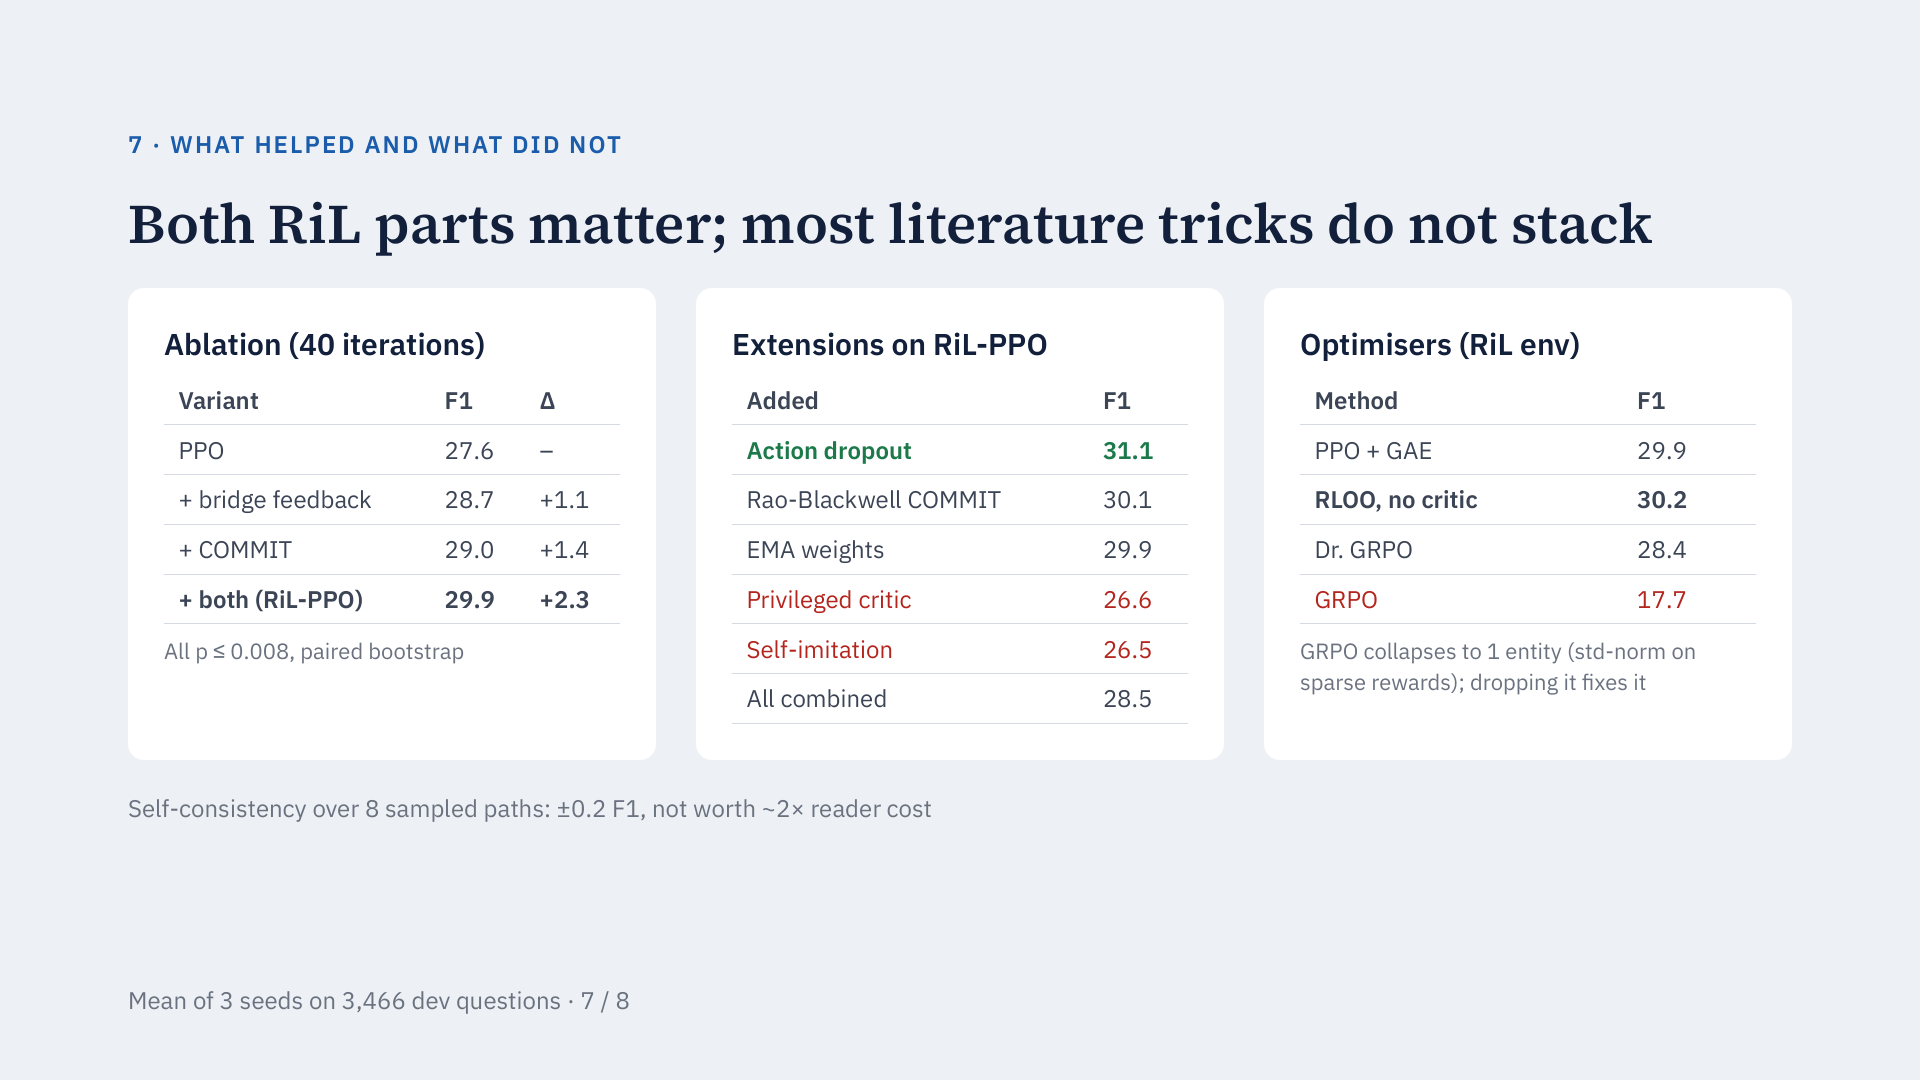 7 · WHAT HELPED AND WHAT DID NOT
Both RiL parts matter; most literature tricks do not stack
Ablation (40 iterations)
Variant F1 Δ
PPO 27.6 –
+ bridge feedback 28.7 +1.1
+ COMMIT 29.0 +1.4
+ both (RiL-PPO) 29.9 +2.3
All p ≤ 0.008, paired bootstrap
Extensions on RiL-PPO
Added F1
Action dropout 31.1
Rao-Blackwell COMMIT 30.1
EMA weights 29.9
Privileged critic 26.6
Self-imitation 26.5
All combined 28.5
Optimisers (RiL env)
Method F1
PPO + GAE 29.9
RLOO, no critic 30.2
Dr. GRPO 28.4
GRPO 17.7
GRPO collapses to 1 entity (std-norm on
sparse rewards); dropping it fixes it
Self-consistency over 8 sampled paths: ±0.2 F1, not worth ~2× reader cost
Mean of 3 seeds on 3,466 dev questions · 7 / 8